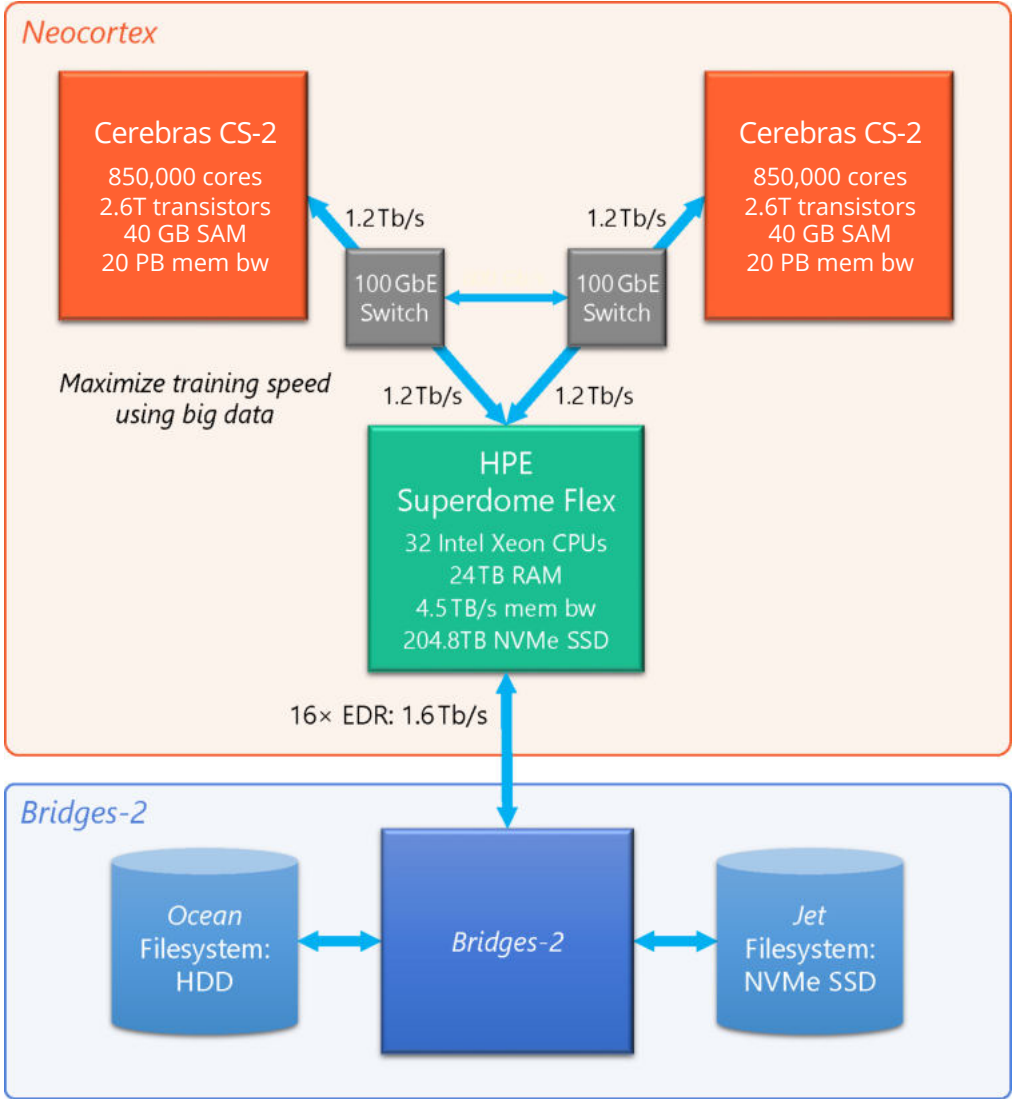 Neocortex
Cerebras CS-2
850,000 cores
2.6T transistors
40 GB SAM
20 PB mem bw
Cerebras CS-2
850,000 cores
2.6T transistors
40 GB SAM
20 PB mem bw
1.2Tb/s
1.2Tb/s
100 GbE
Switch
100 GbE
Switch
Maximize training speed
using big data
1.2Tb/s
1.2Tb/s
HPE
Superdome Flex
32 Intel Xeon CPUs
24TB RAM
4.5TB/s mem bw
204.8TB NVMe SSD
16× EDR: 1.6Tb/s
Bridges-2
Ocean
Filesystem:
HDD
Bridges-2
Jet
Filesystem:
NVMe SSD